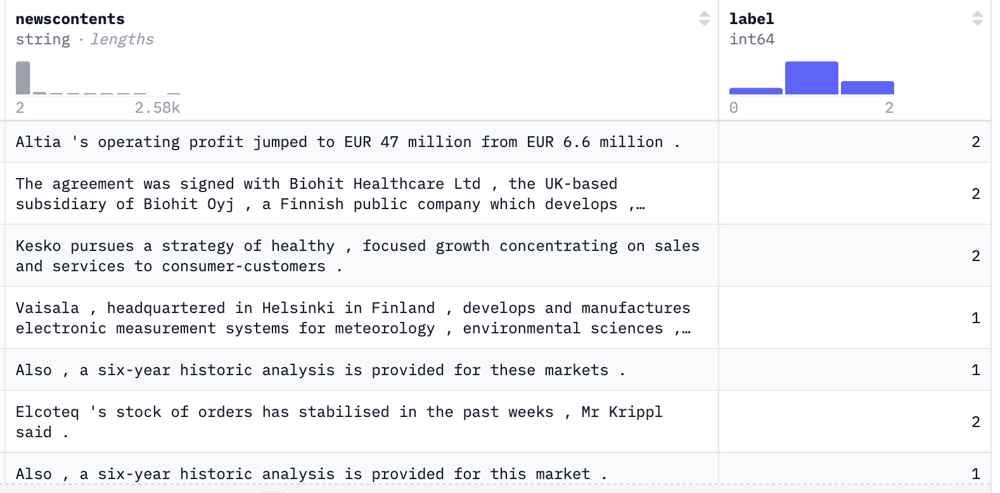 newscontents
string · lengths
2 2.58k
label
int64
0 2
Altia 's operating profit jumped to EUR 47 million from EUR 6.6 million .
2
The agreement was signed with Biohit Healthcare Ltd , the UK-based
subsidiary of Biohit Oyj , a Finnish public company which develops ,…
2
Kesko pursues a strategy of healthy , focused growth concentrating on sales
and services to consumer-customers .
2
Vaisala , headquartered in Helsinki in Finland , develops and manufactures
electronic measurement systems for meteorology , environmental sciences ,…
1
Also , a six-year historic analysis is provided for these markets .
1
Elcoteq 's stock of orders has stabilised in the past weeks , Mr Krippl
said .
2
Also , a six-year historic analysis is provided for this market .
1